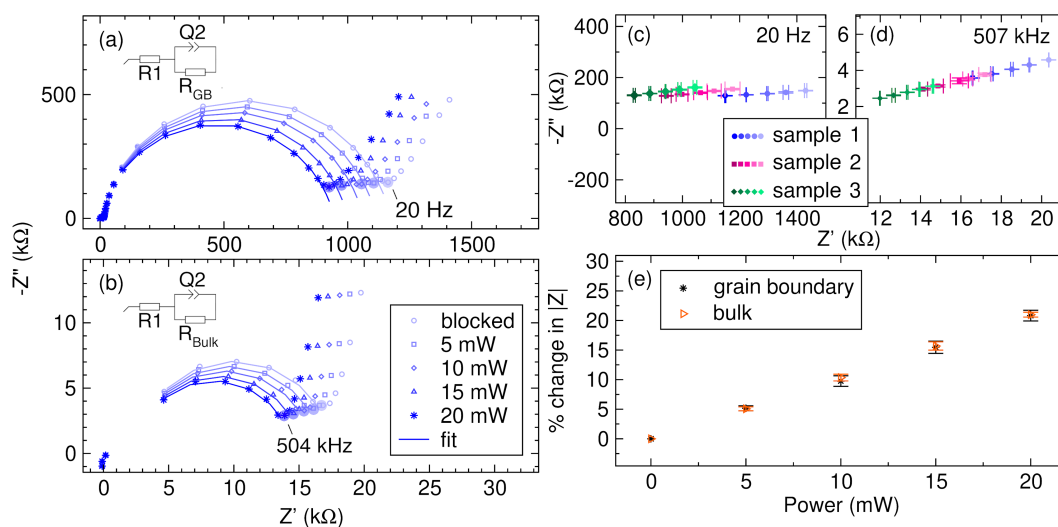 (a)
Q2
R1
RGB
500
0
20 Hz
0
500
1000
1500
-Z'' (kΩ)
(b)
Q2
R1
RBulk
10
5
0
504 kHz
blocked
5 mW
10 mW
15 mW
20 mW
fit
0
5
10
15
20
25
30
Z' (kΩ)
(c)
20 Hz
400
200
0
-200
-Z'' (kΩ)
800
1000
1200
1400
(d)
507 kHz
6
4
2
12
14
16
18
20
sample 1
sample 2
sample 3
Z' (kΩ)
(e)
grain boundary
bulk
30
25
20
15
10
5
0
% change in |Z|
0
5
10
15
20
Power (mW)